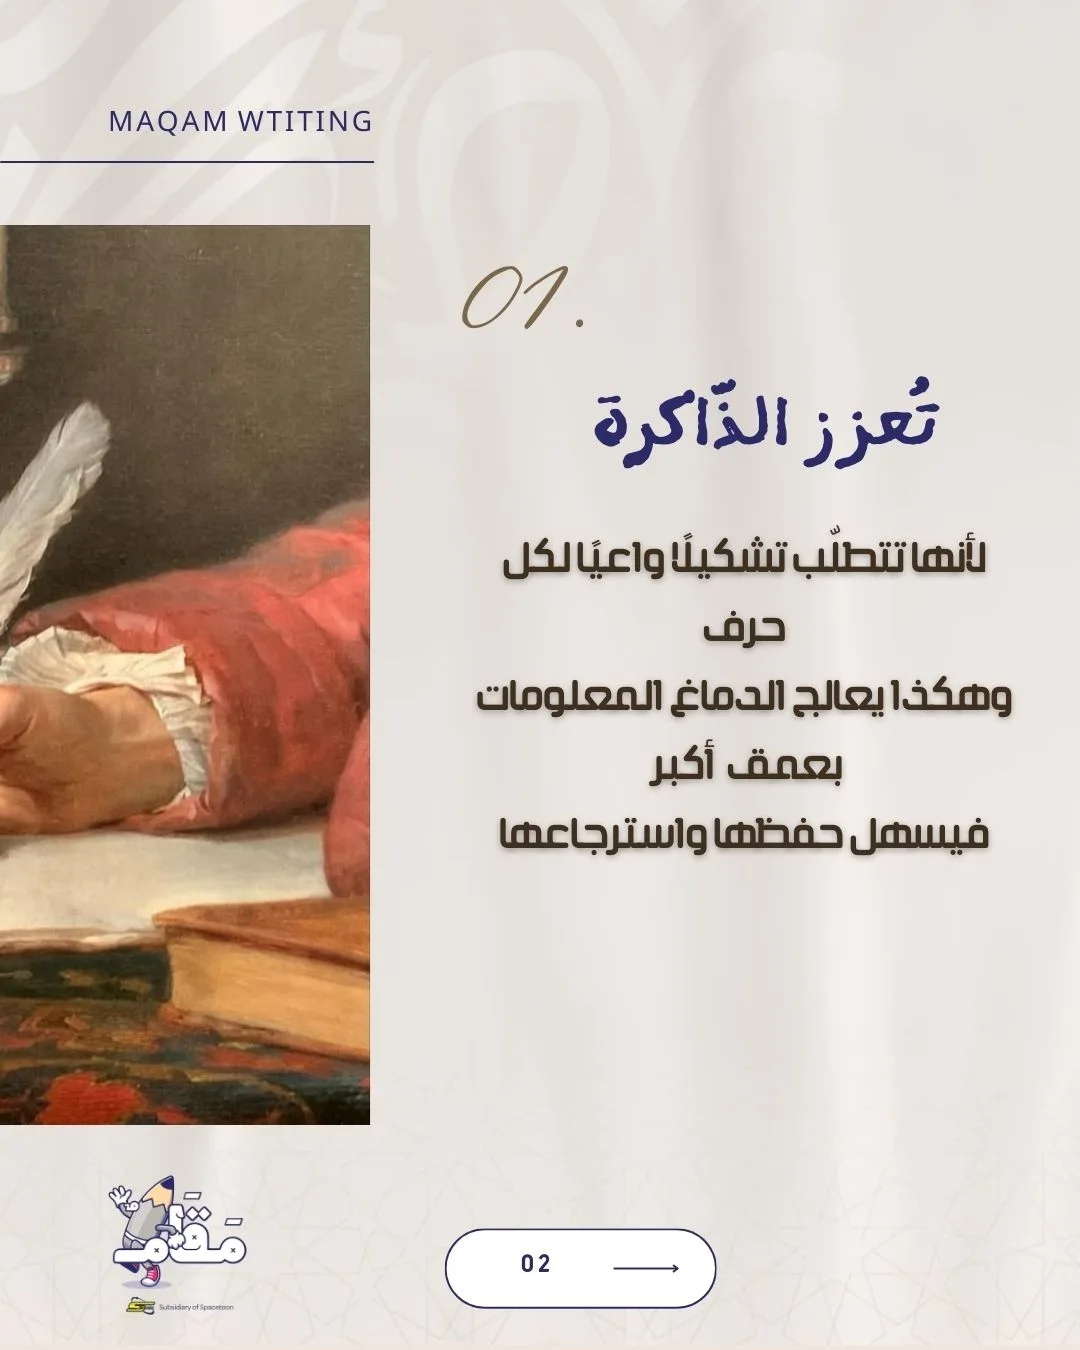 MAQAM WTITING
01.
تُعزز الذّاكرة
لأنها تتطلّب تشكيلًا واعيًا لكل
حرف
وهكذا يعالج الدماغ المعلومات
بعمق أكبر
فيسهل حفظها واسترجاعها
مَقَامـ
Subsidiary of Spacetoon
02